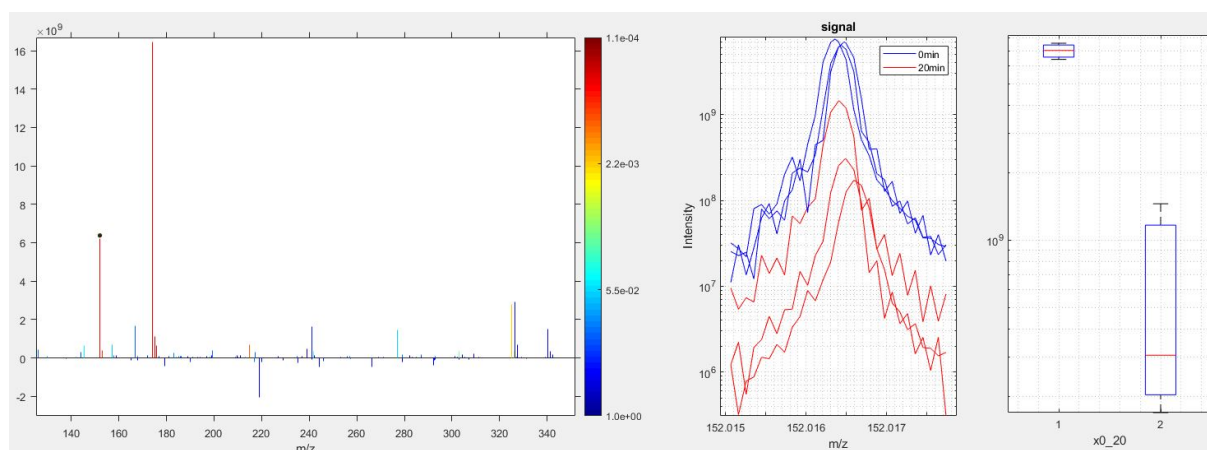 ×10⁹
16
14
12
10
8
6
4
2
0
-2
140
160
180
200
220
240
260
280
300
320
340
m/z
1.1e-04
2.2e-03
5.5e-02
1.0e+00
signal
0min
20min
10⁹
10⁸
10⁷
10⁶
Intensity
152.015
152.016
152.017
m/z
10⁹
1
2
x0_20